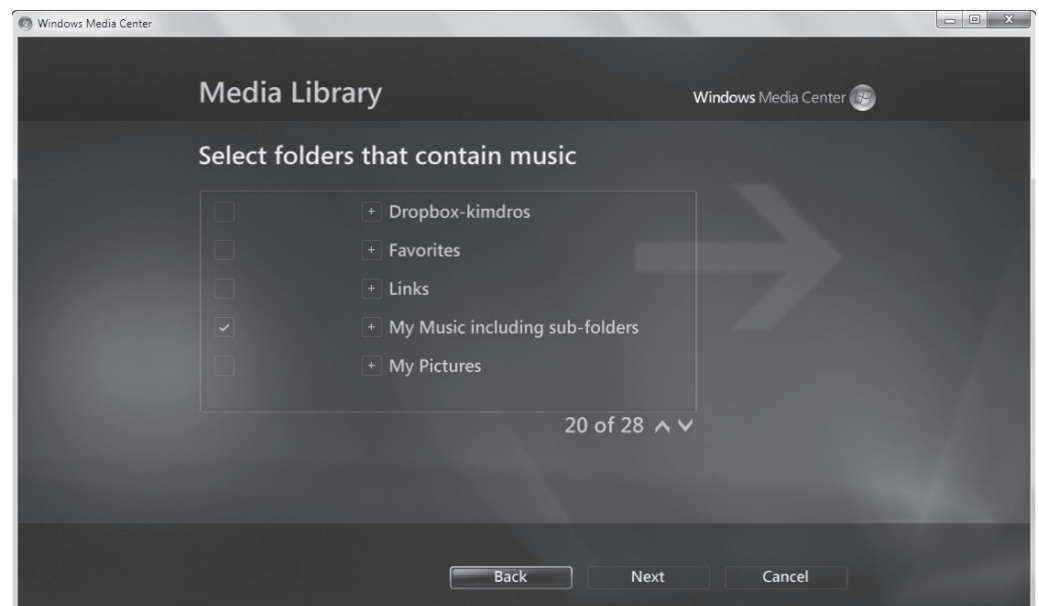 Windows Media Center
Media Library
Windows Media Center
Select folders that contain music
+ Dropbox-kimdros
+ Favorites
+ Links
+ My Music including sub-folders
+ My Pictures
20 of 28
Back Next Cancel